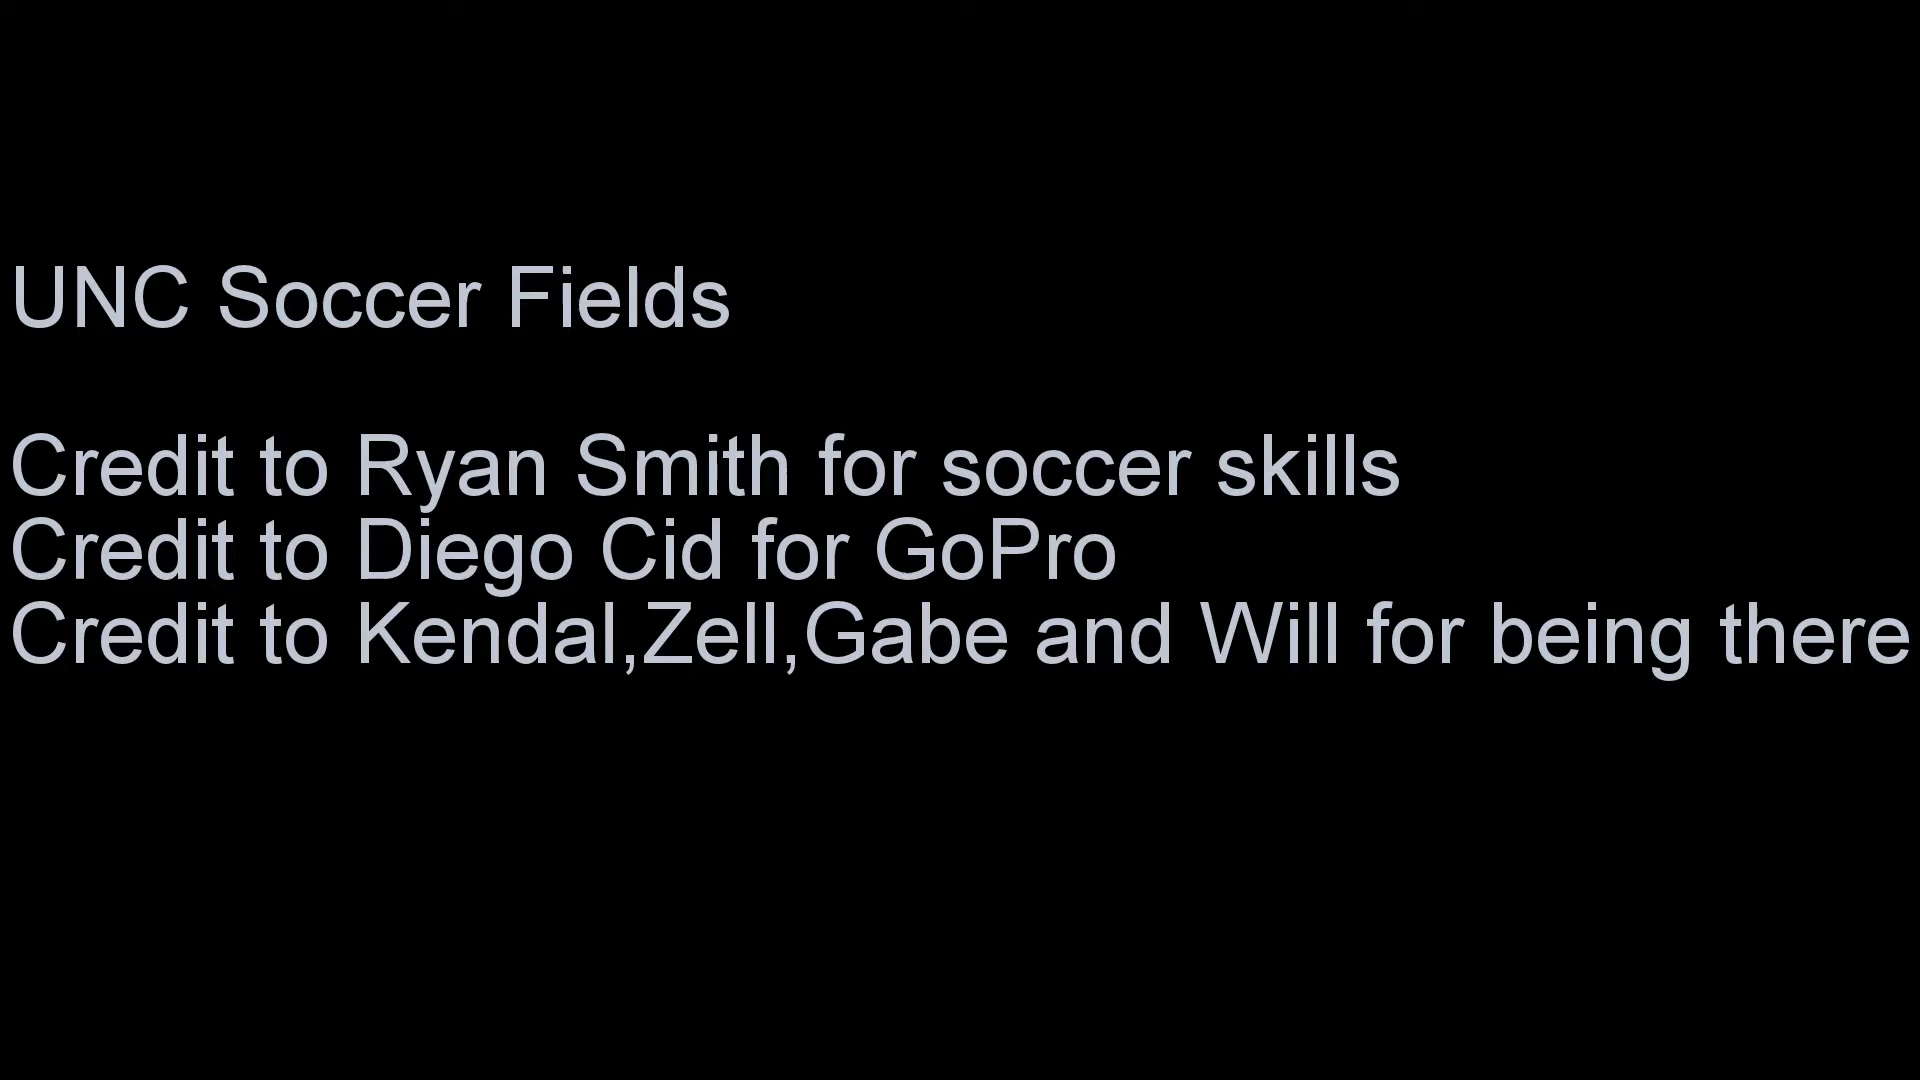 UNC Soccer Fields
Credit to Ryan Smith for soccer skills
Credit to Diego Cid for GoPro
Credit to Kendal,Zell,Gabe and Will for being there